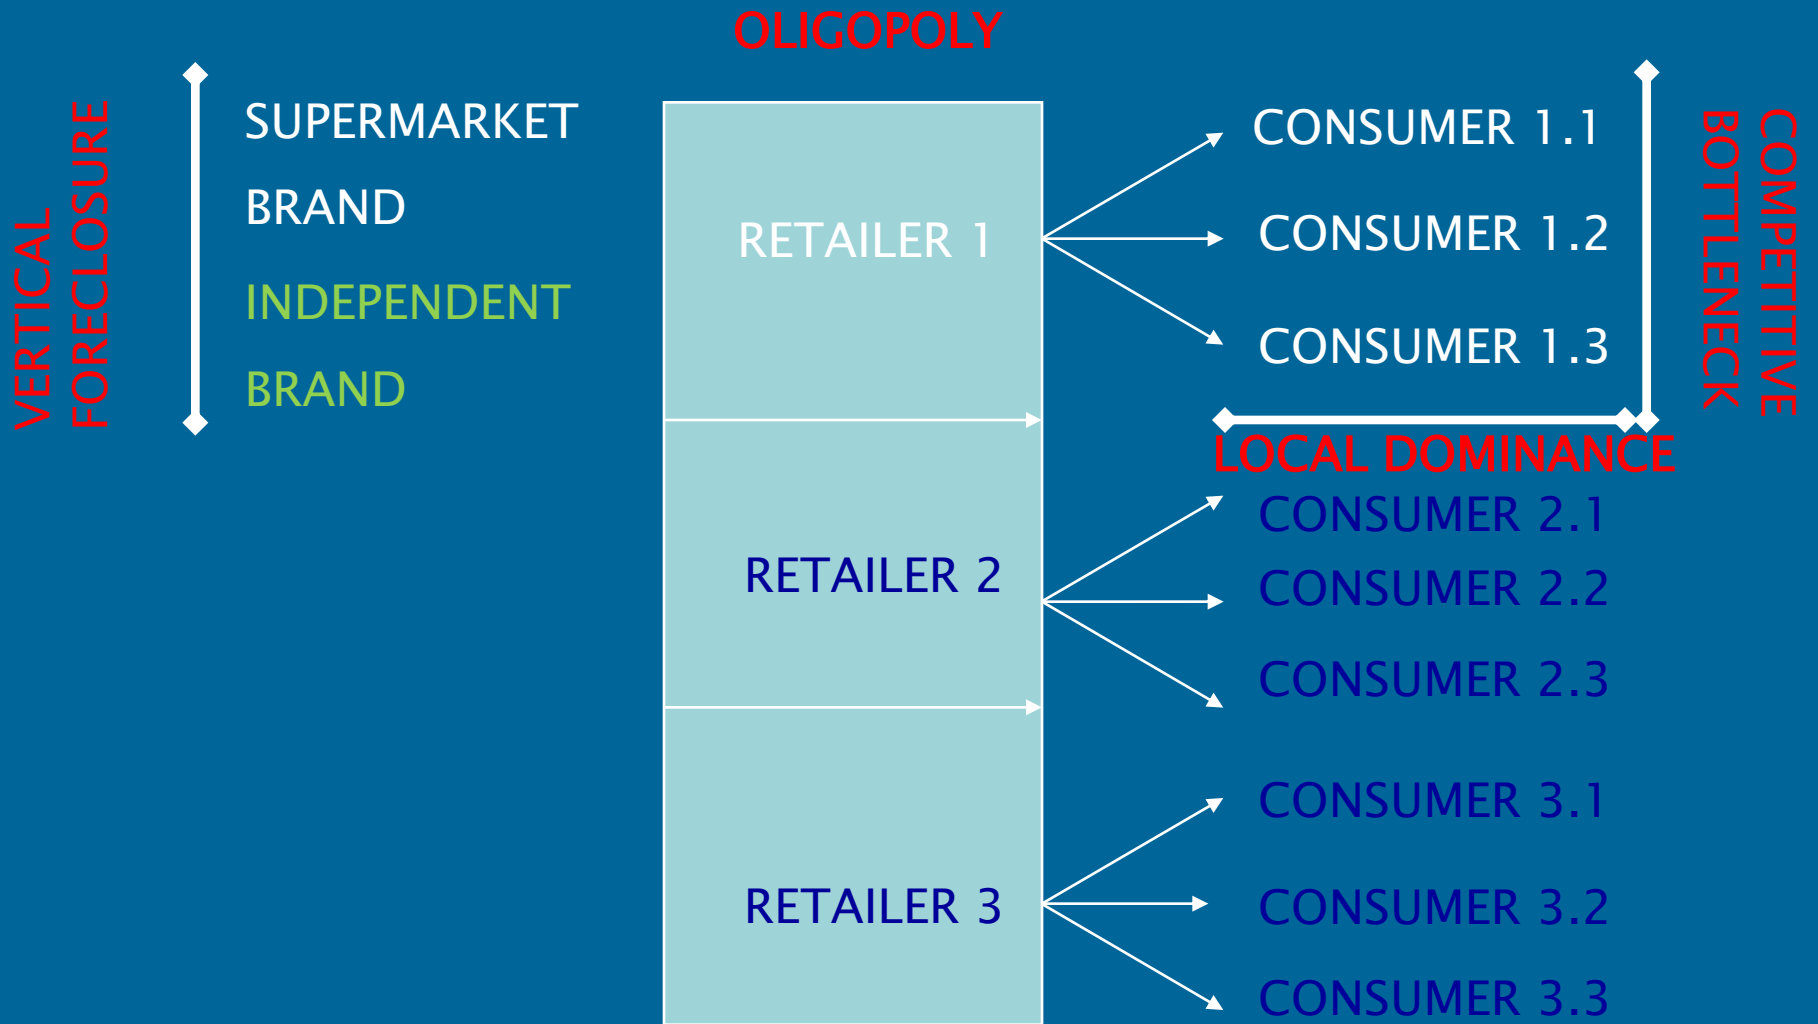 OLIGOPOLY
VERTICAL
FORECLOSURE
SUPERMARKET
BRAND
INDEPENDENT
BRAND
RETAILER 1
CONSUMER 1.1
CONSUMER 1.2
CONSUMER 1.3
COMPETITIVE
BOTTLENECK
LOCAL DOMINANCE
RETAILER 2
CONSUMER 2.1
CONSUMER 2.2
CONSUMER 2.3
RETAILER 3
CONSUMER 3.1
CONSUMER 3.2
CONSUMER 3.3